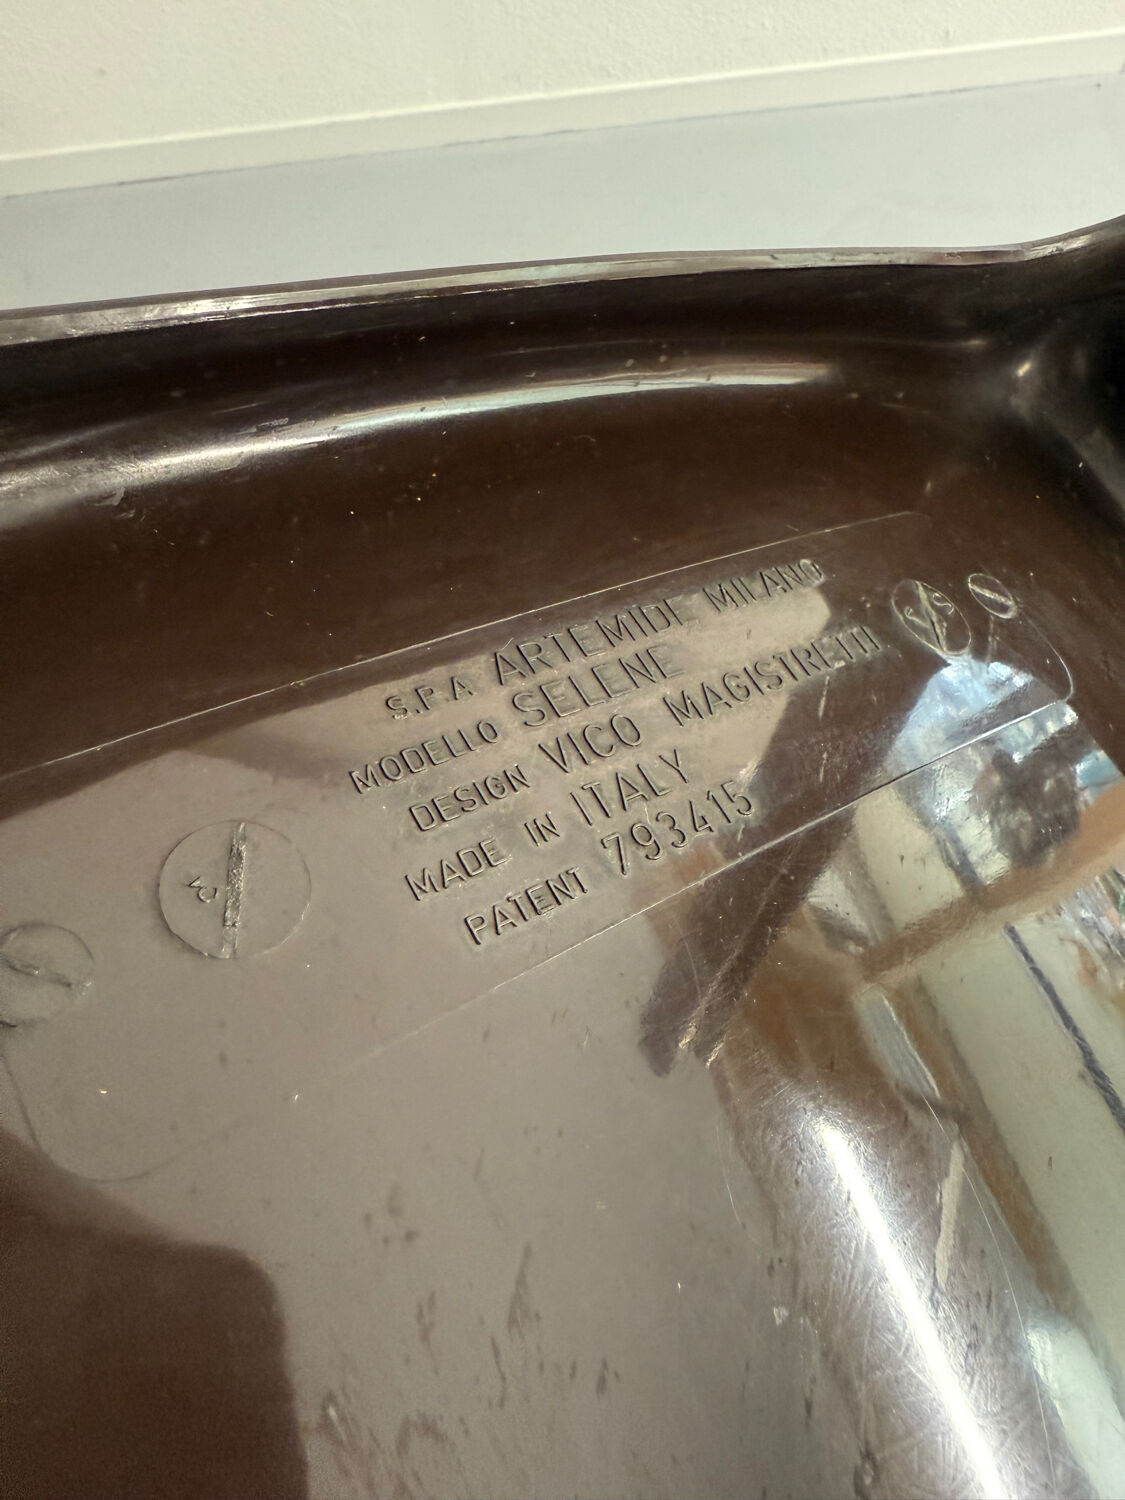 S.P.A ARTEMIDE MILANO
MODELLO SELENE
DESIGN VICO MAGISTRETTI
MADE IN ITALY
PATENT 793415